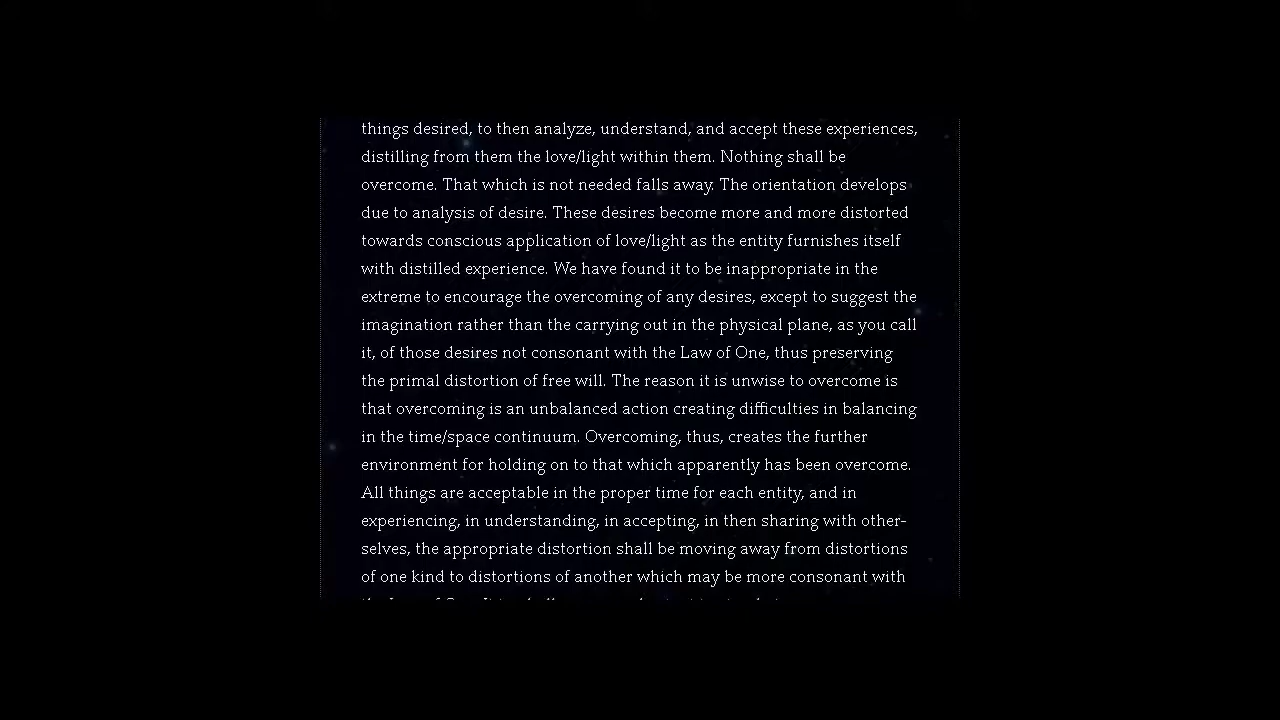 things desired, to then analyze, understand, and accept these experiences,
distilling from them the love/light within them. Nothing shall be
overcome. That which is not needed falls away. The orientation develops
due to analysis of desire. These desires become more and more distorted
towards conscious application of love/light as the entity furnishes itself
with distilled experience. We have found it to be inappropriate in the
extreme to encourage the overcoming of any desires, except to suggest the
imagination rather than the carrying out in the physical plane, as you call
it, of those desires not consonant with the Law of One, thus preserving
the primal distortion of free will. The reason it is unwise to overcome is
that overcoming is an unbalanced action creating difficulties in balancing
in the time/space continuum. Overcoming, thus, creates the further
environment for holding on to that which apparently has been overcome.
All things are acceptable in the proper time for each entity, and in
experiencing, in understanding, in accepting, in then sharing with other-
selves, the appropriate distortion shall be moving away from distortions
of one kind to distortions of another which may be more consonant with